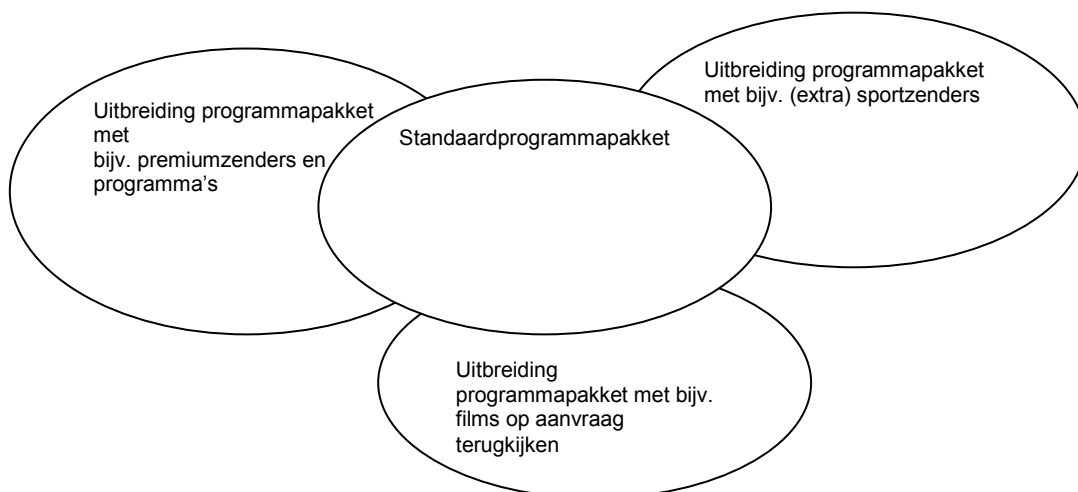 Uitbreiding programmapakket
met
bijv. premiumzenders en
programma's
Standaardprogrammapakket
Uitbreiding programmapakket
met bijv. (extra) sportzenders
Uitbreiding
programmapakket met bijv.
films op aanvraag
terugkijken